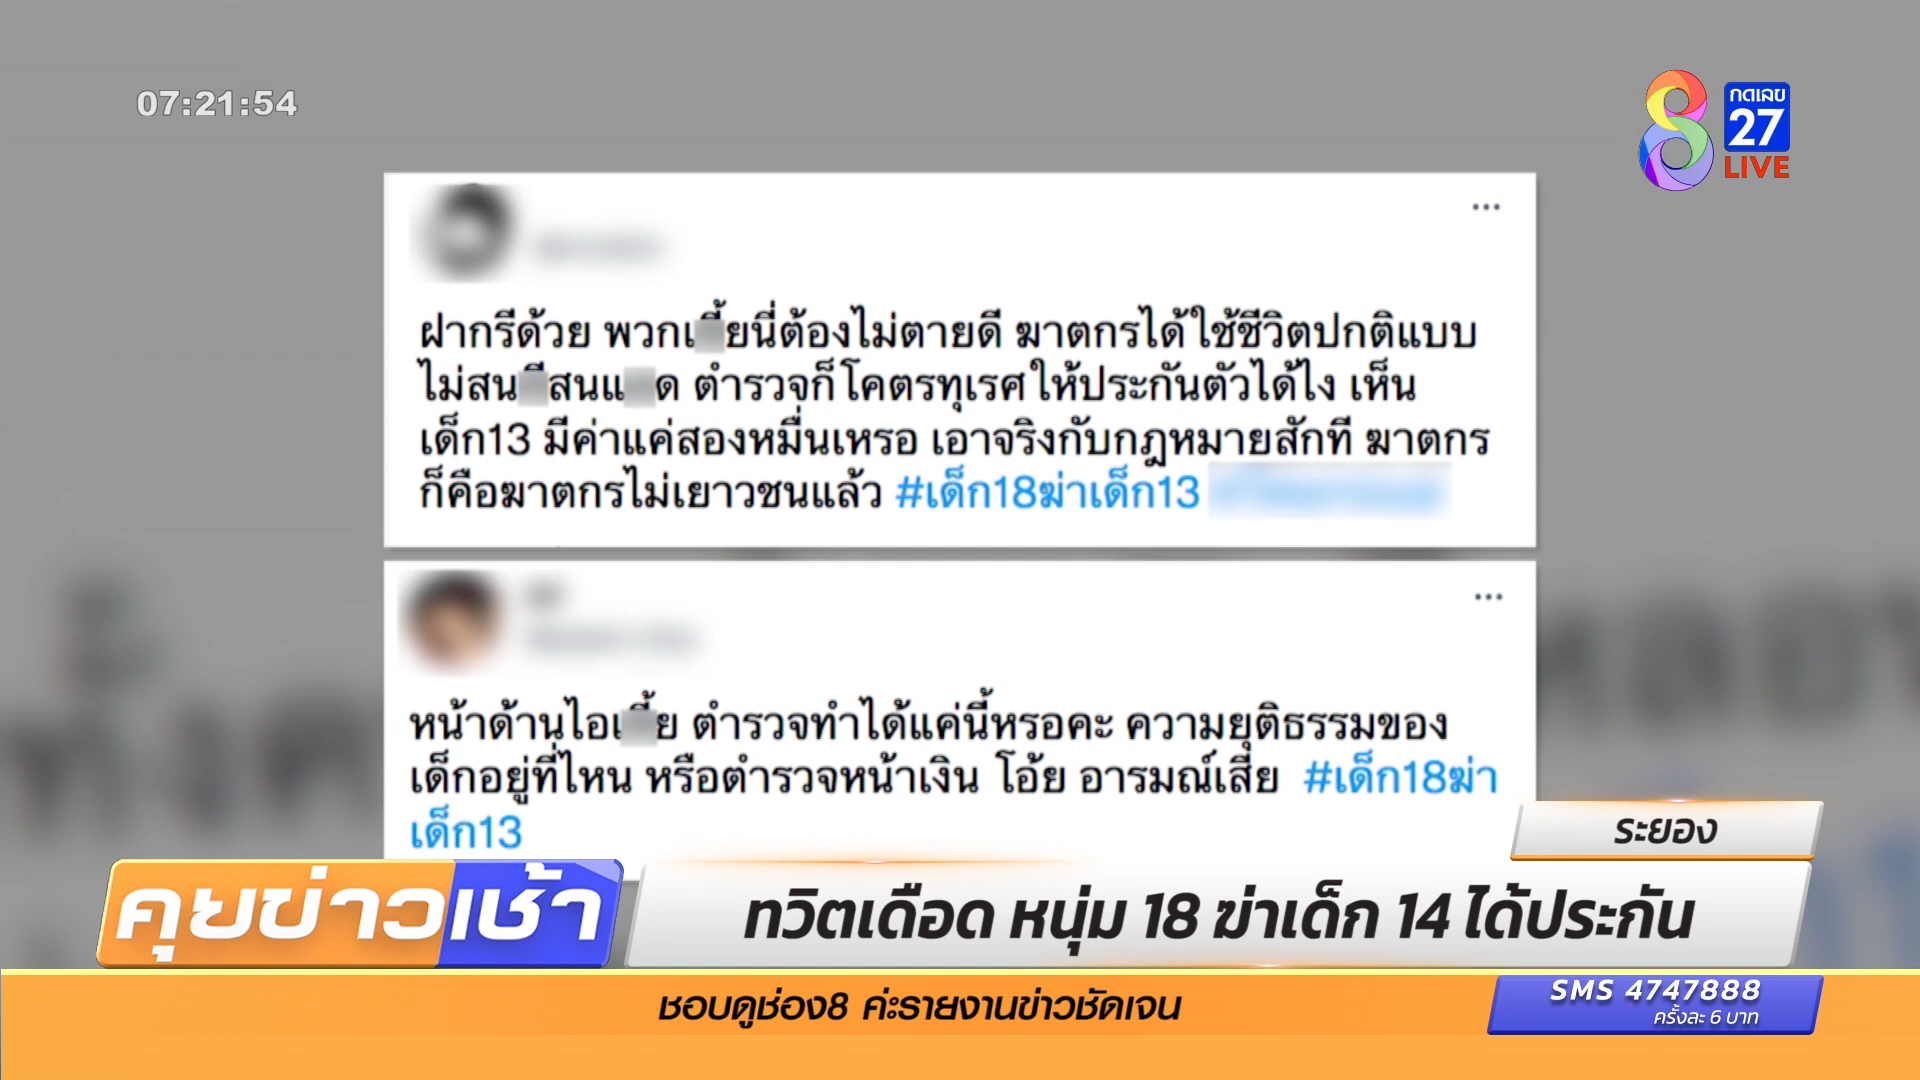 07:21:54
กดเลข
27
LIVE
ฝากรีด้วย พวกเ ี้ยนี่ต้องไม่ตายดี ฆาตกรได้ใช้ชีวิตปกติแบบ
ไม่สน สนแ ด ตำรวจก็โคตรทุเรศให้ประกันตัวได้ไง เห็น
เด็ก13 มีค่าแค่สองหมื่นเหรอ เอาจริงกับกฎหมายสักที ฆาตกร
ก็คือฆาตกรไม่เยาวชนแล้ว #เด็ก18ฆ่าเด็ก13
หน้าด้านไอเ ี้ย ตำรวจทำได้แค่นี้หรอคะ ความยุติธรรมของ
เด็กอยู่ที่ไหน หรือตำรวจหน้าเงิน โอ้ย อารมณ์เสีย #เด็ก18ฆ่า
เด็ก13
ระยอง
คุยข่าวเช้า
ทวิตเดือด หนุ่ม 18 ฆ่าเด็ก 14 ได้ประกัน
ชอบดูช่อง8 ค่ะรายงานข่าวชัดเจน
SMS 4747888
ครั้งละ 6 บาท